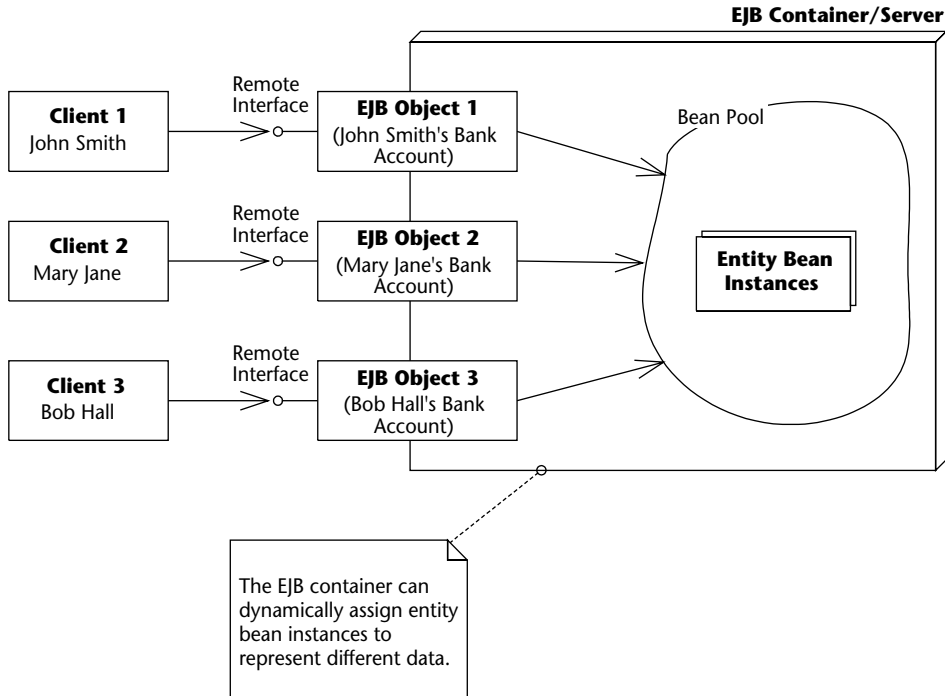 EJB Container/Server
Remote
Interface
Client 1
John Smith
EJB Object 1
(John Smith's Bank
Account)
Bean Pool
Remote
Interface
Client 2
Mary Jane
EJB Object 2
(Mary Jane's Bank
Account)
Entity Bean
Instances
Remote
Interface
Client 3
Bob Hall
EJB Object 3
(Bob Hall's Bank
Account)
The EJB container can
dynamically assign entity
bean instances to
represent different data.